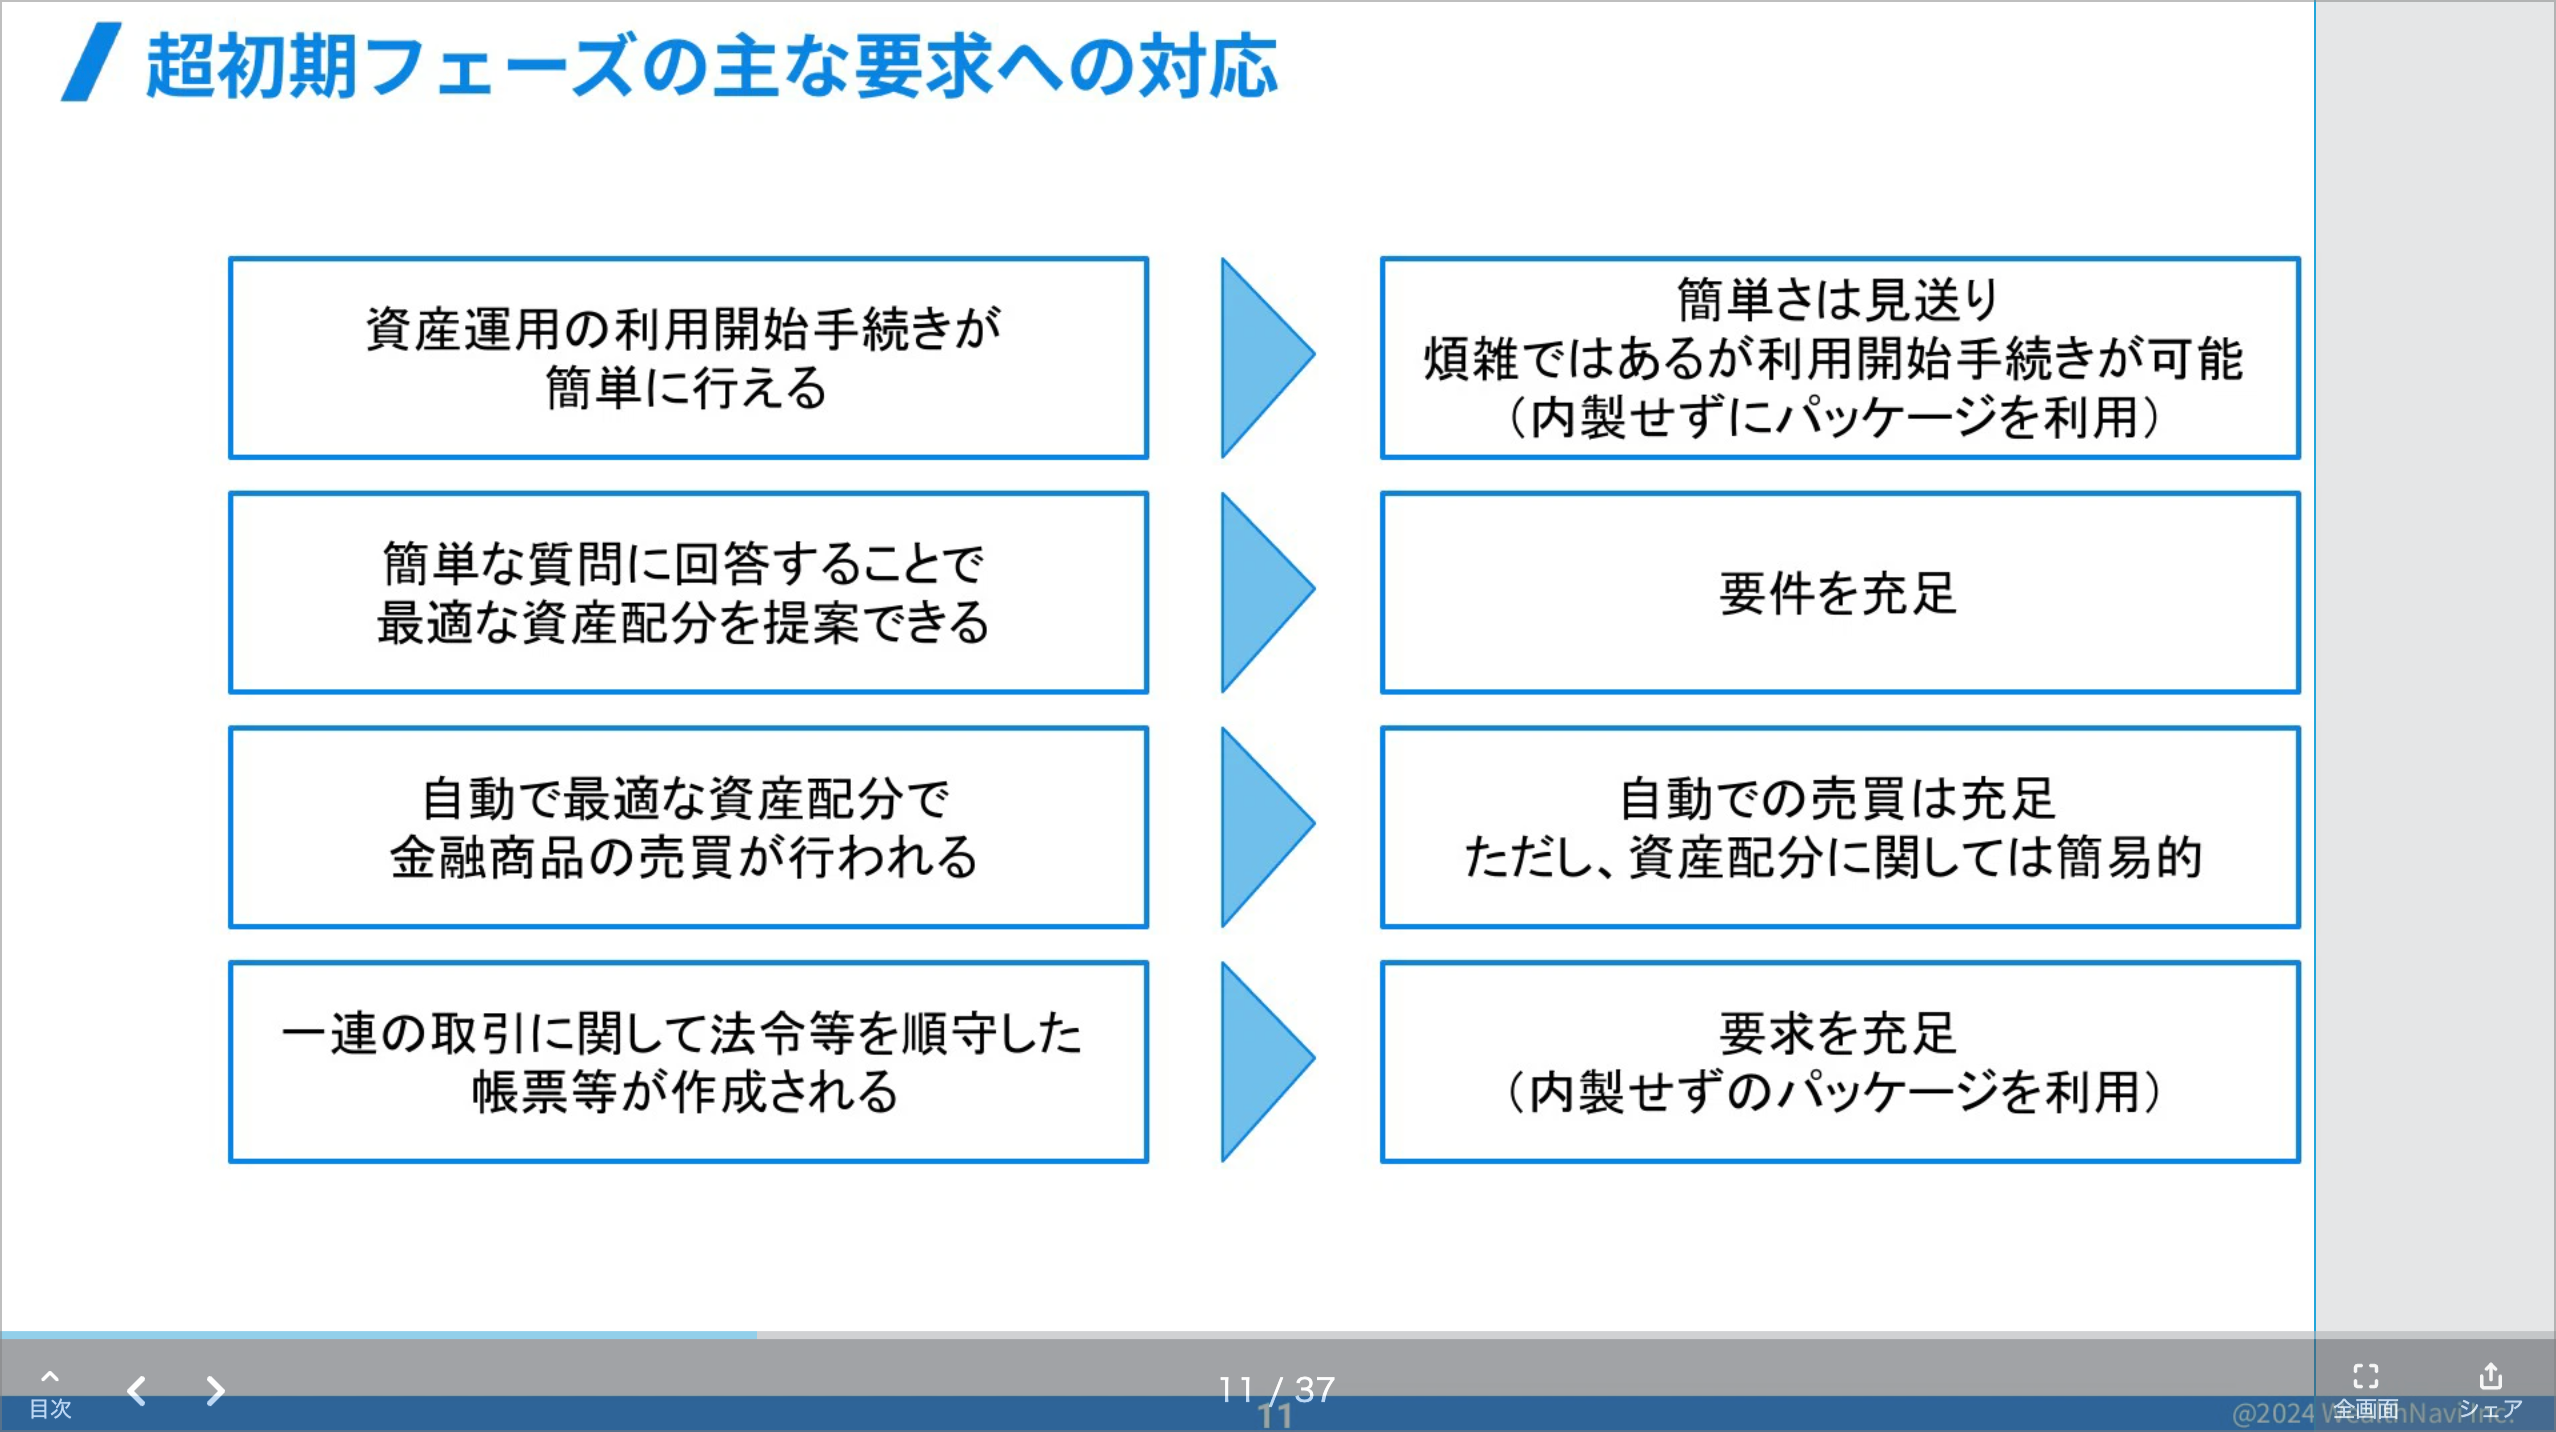 超初期フェーズの主な要求への対応
資産運用の利用開始手続きが
簡単に行える
簡単さは見送り
煩雑ではあるが利用開始手続きが可能
（内製せずにパッケージを利用）
簡単な質問に回答することで
最適な資産配分を提案できる
要件を充足
自動で最適な資産配分で
金融商品の売買が行われる
自動での売買は充足
ただし、資産配分に関しては簡易的
一連の取引に関して法令等を順守した
帳票等が作成される
要求を充足
（内製せずのパッケージを利用）
目次
11 / 37
11
全画面
シェア
@2024 WealthNavi Inc.